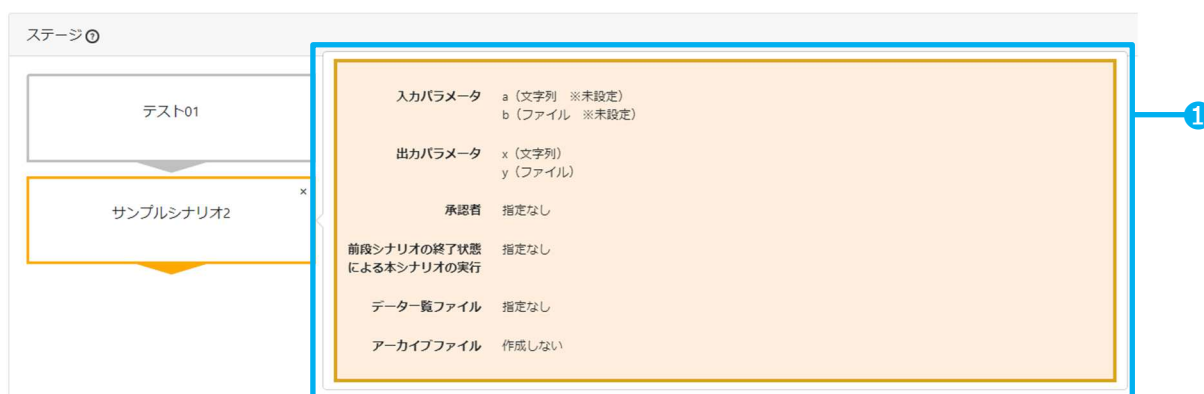 ステージ?
テスト01
×
サンプルシナリオ2
入力パラメータ a（文字列　※未設定）
b（ファイル　※未設定）
出力パラメータ x（文字列）
y（ファイル）
承認者 指定なし
前段シナリオの終了状態 指定なし
による本シナリオの実行
データ一覧ファイル 指定なし
アーカイブファイル 作成しない
1